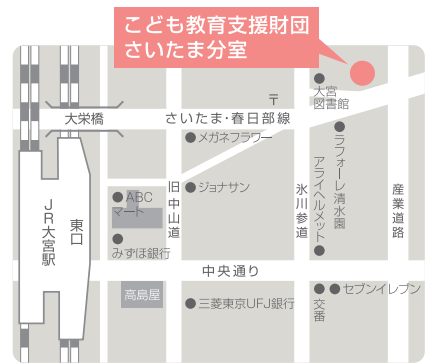 こども教育支援財団
さいたま分室
大宮
図書館
〒
大栄橋
さいたま・春日部線
メガネフラワー
ラフォーレ清水園
アライヘルメット
ABC
マート
旧中山道
ジョナサン
氷川参道
産業道路
JR大宮駅
東口
みずほ銀行
中央通り
高島屋
三菱東京UFJ銀行
交番
セブンイレブン